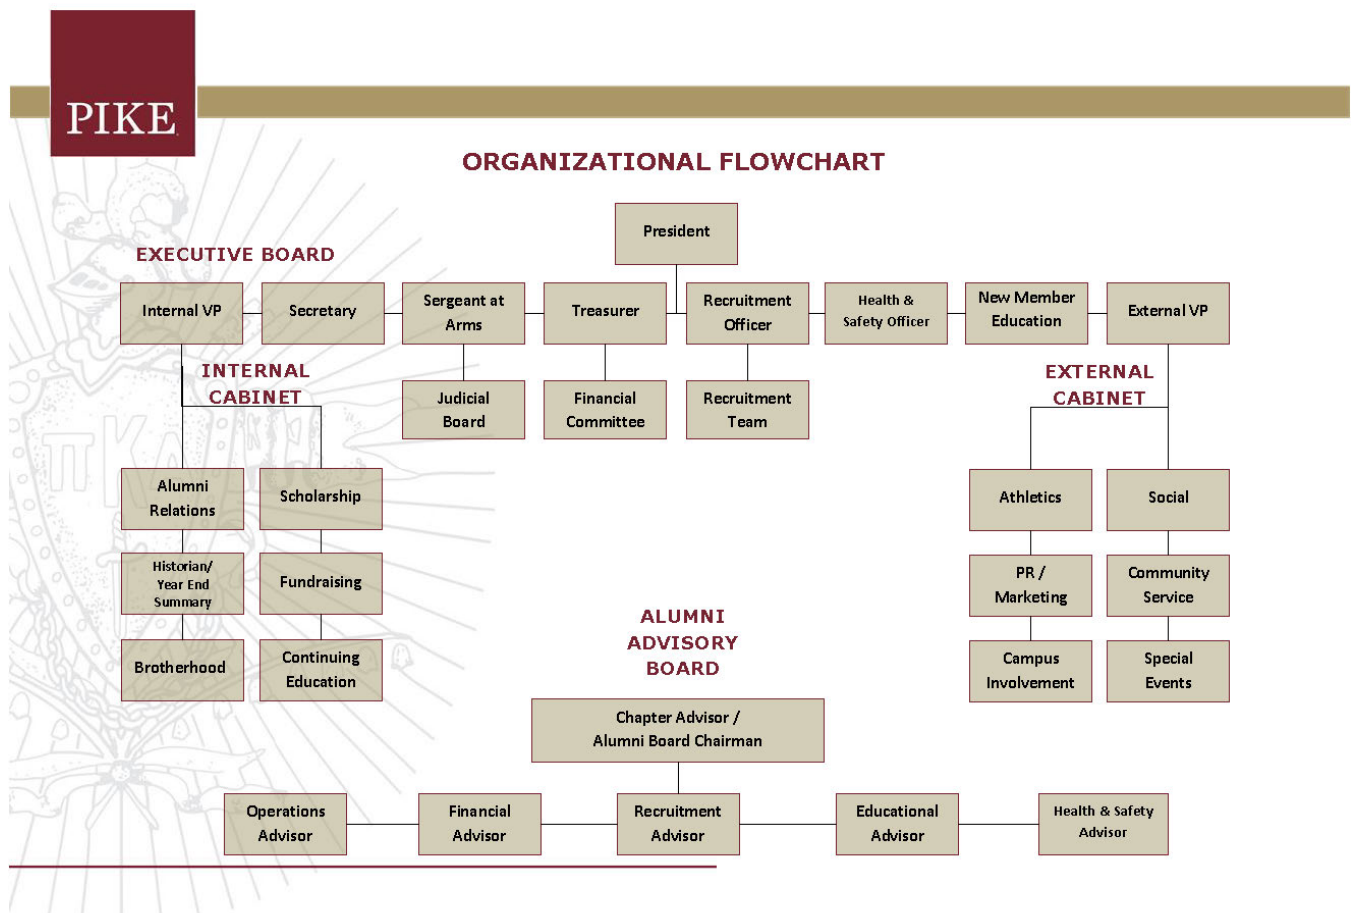 PIKE
ORGANIZATIONAL FLOWCHART
President
EXECUTIVE BOARD
Internal VP
Secretary
Sergeant at
Arms
Treasurer
Recruitment
Officer
Health &
Safety Officer
New Member
Education
External VP
INTERNAL
CABINET
Judicial
Board
Financial
Committee
Recruitment
Team
EXTERNAL
CABINET
Alumni
Relations
Scholarship
Athletics
Social
Historian/
Year End
Summary
Fundraising
PR /
Marketing
Community
Service
Brotherhood
Continuing
Education
Campus
Involvement
Special
Events
ALUMNI
ADVISORY
BOARD
Chapter Advisor /
Alumni Board Chairman
Operations
Advisor
Financial
Advisor
Recruitment
Advisor
Educational
Advisor
Health & Safety
Advisor
ΠΚΑ